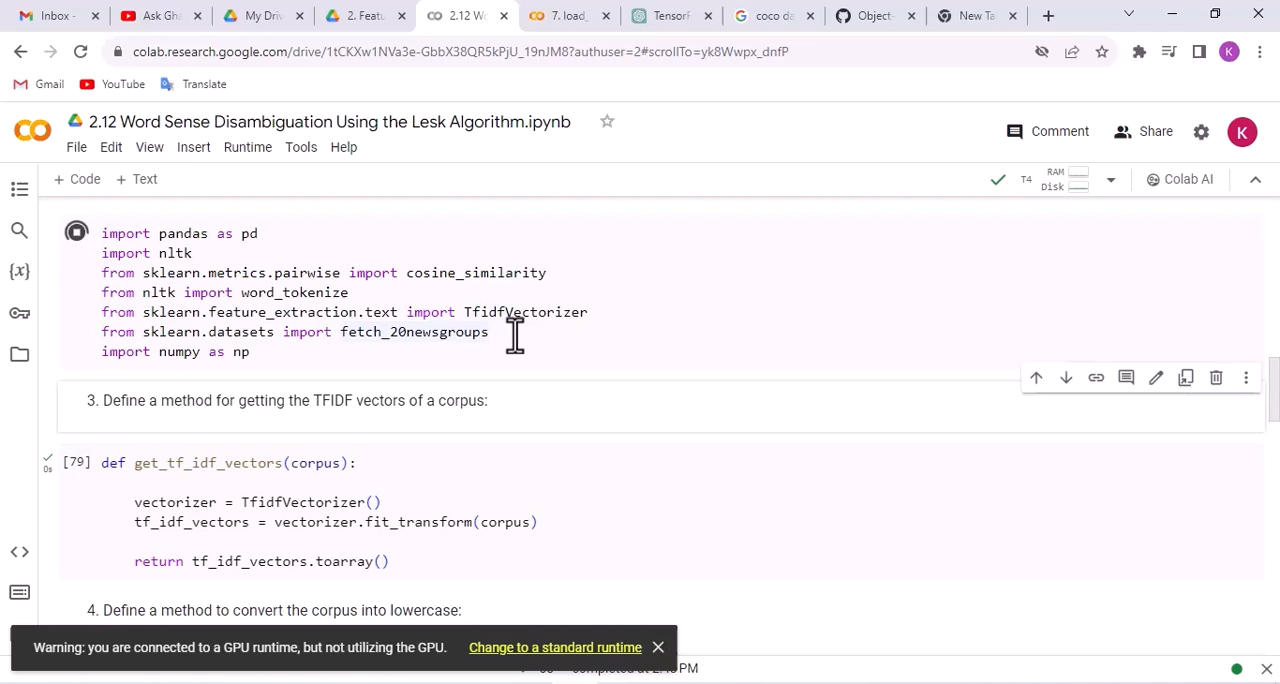 Inbox -
Ask Gha
My Driv
2. Featu
2.12 Wo
7. load_
TensorF
coco da
Object-
New Ta
colab.research.google.com/drive/1tCKXw1NVa3e-GbbX38QR5kPjU_19nJM8?authuser=2#scrollTo=yk8Wwpx_dnfP
K
Gmail
YouTube
Translate
2.12 Word Sense Disambiguation Using the Lesk Algorithm.ipynb
Comment
Share
K
File Edit View Insert Runtime Tools Help
+ Code + Text
T4
RAM
Disk
Colab AI
import pandas as pd
import nltk
from sklearn.metrics.pairwise import cosine_similarity
from nltk import word_tokenize
from sklearn.feature_extraction.text import TfidfVectorizer
from sklearn.datasets import fetch_20newsgroups
import numpy as np
3. Define a method for getting the TFIDF vectors of a corpus:
0s
[79] def get_tf_idf_vectors(corpus):
vectorizer = TfidfVectorizer()
tf_idf_vectors = vectorizer.fit_transform(corpus)
return tf_idf_vectors.toarray()
4. Define a method to convert the corpus into lowercase:
Warning: you are connected to a GPU runtime, but not utilizing the GPU. Change to a standard runtime
PM